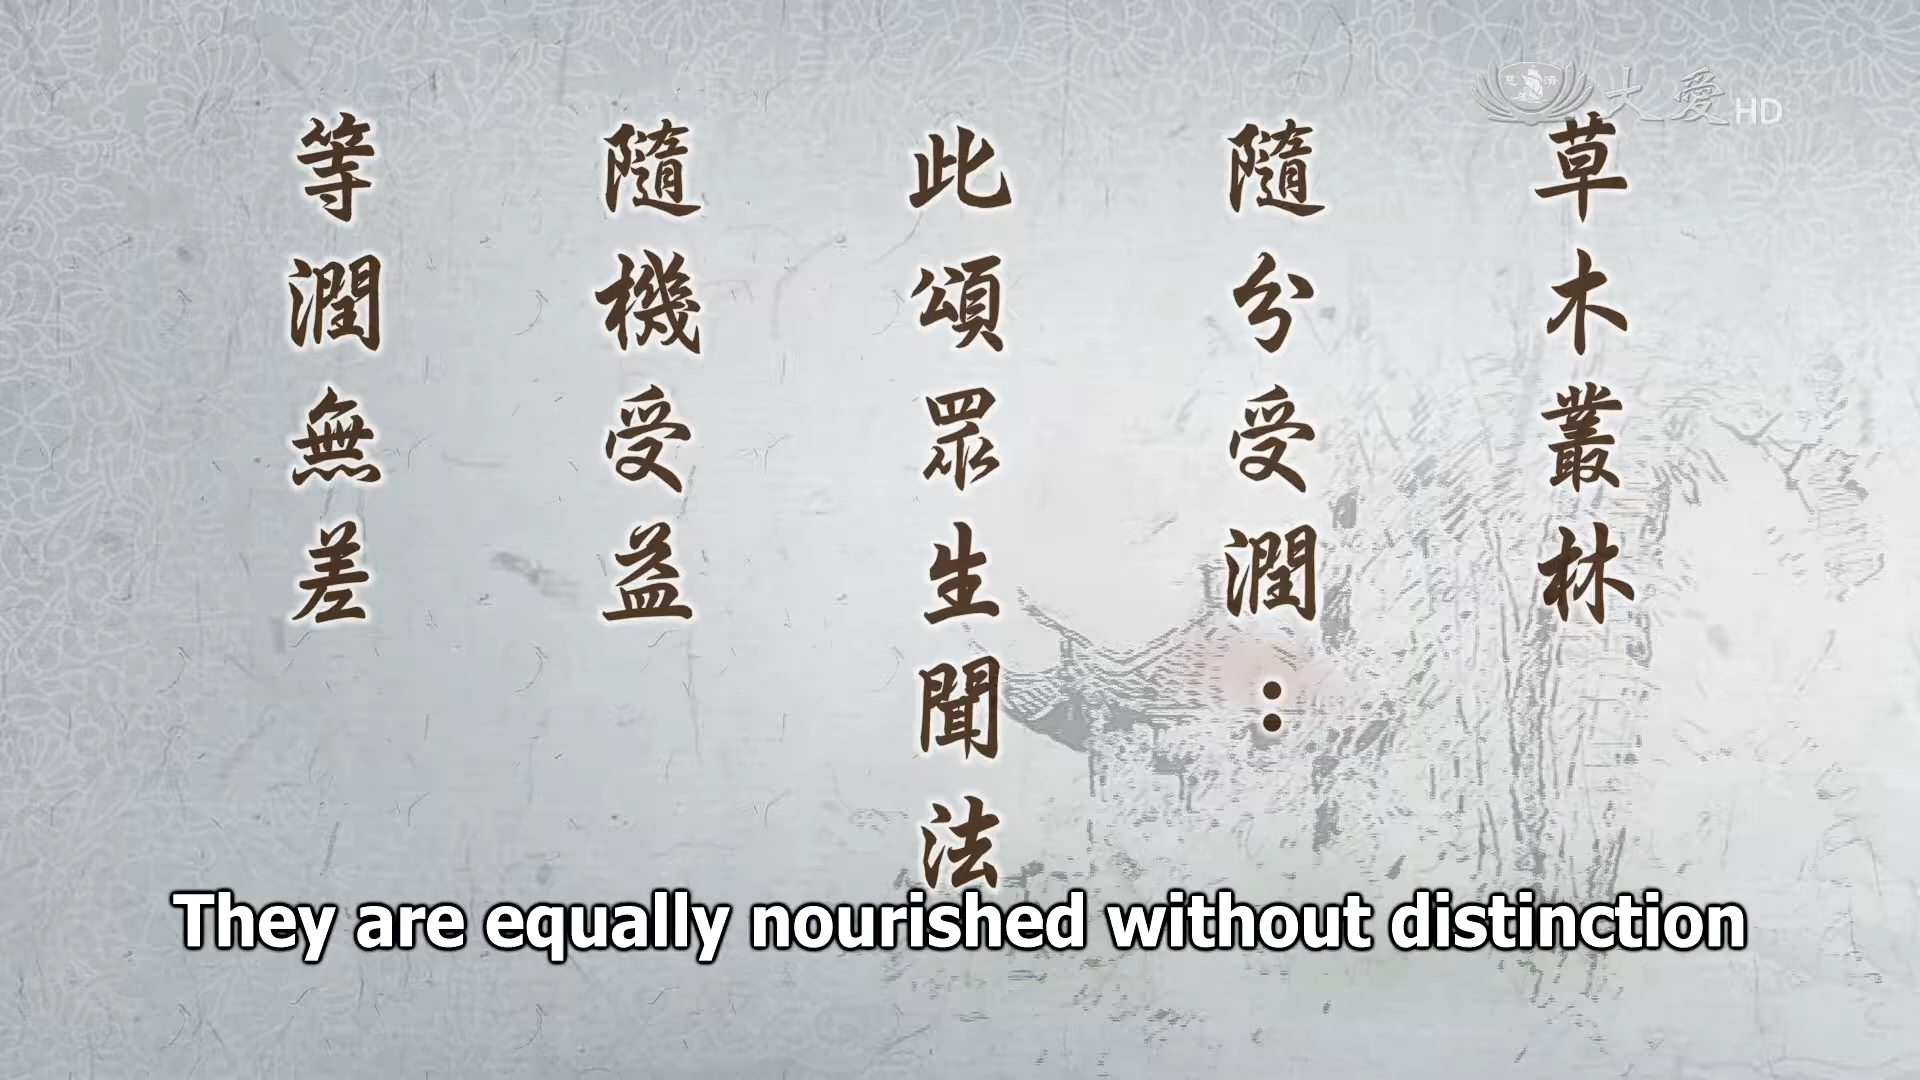 大愛HD
草木叢林
隨分受潤：
此頌眾生聞法
隨機受益
等潤無差
They are equally nourished without distinction